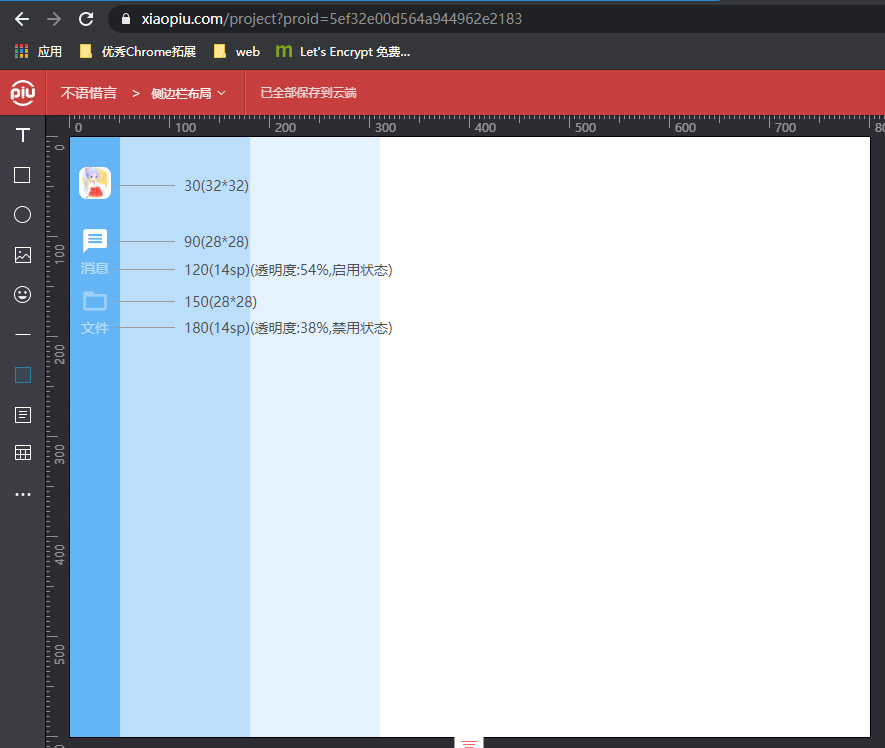 xiaopiu.com/project?proid=5ef32e00d564a944962e2183
应用 优秀Chrome拓展 web m Let's Encrypt 免费...
piu 不语惜言 > 侧边栏布局 已全部保存到云端
T
0 100 200 300 400 500 600 700 80
0
30(32*32)
90(28*28)
消息 120(14sp)(透明度:54%,启用状态)
100
150(28*28)
文件 180(14sp)(透明度:38%,禁用状态)
200
300
400
500